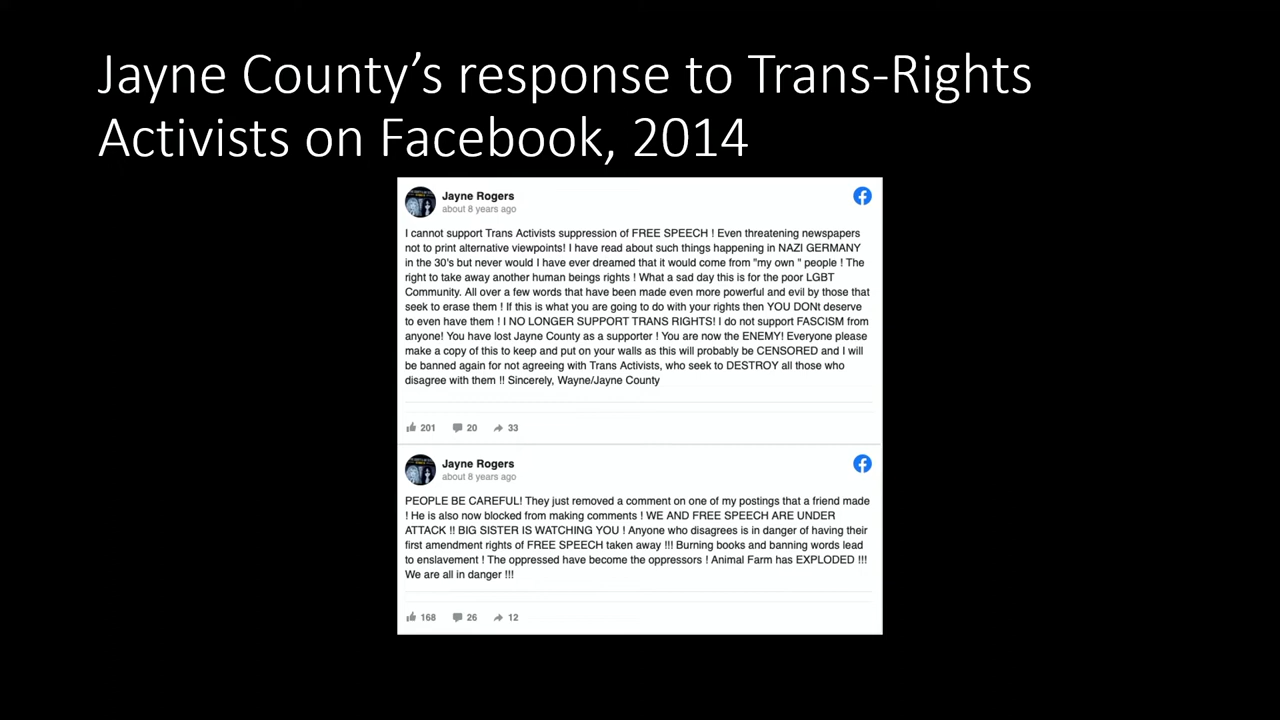 Jayne County’s response to Trans-Rights
Activists on Facebook, 2014
Jayne Rogers
about 8 years ago
I cannot support Trans Activists suppression of FREE SPEECH ! Even threatening newspapers
not to print alternative viewpoints! I have read about such things happening in NAZI GERMANY
in the 30's but never would I have ever dreamed that it would come from "my own " people ! The
right to take away another human beings rights ! What a sad day this is for the poor LGBT
Community. All over a few words that have been made even more powerful and evil by those that
seek to erase them ! If this is what you are going to do with your rights then YOU DONt deserve
to even have them ! I NO LONGER SUPPORT TRANS RIGHTS! I do not support FASCISM from
anyone! You have lost Jayne County as a supporter ! You are now the ENEMY! Everyone please
make a copy of this to keep and put on your walls as this will probably be CENSORED and I will
be banned again for not agreeing with Trans Activists, who seek to DESTROY all those who
disagree with them !! Sincerely, Wayne/Jayne County
201 20 33
Jayne Rogers
about 8 years ago
PEOPLE BE CAREFUL! They just removed a comment on one of my postings that a friend made
! He is also now blocked from making comments ! WE AND FREE SPEECH ARE UNDER
ATTACK !! BIG SISTER IS WATCHING YOU ! Anyone who disagrees is in danger of having their
first amendment rights of FREE SPEECH taken away !!! Burning books and banning words lead
to enslavement ! The oppressed have become the oppressors ! Animal Farm has EXPLODED !!!
We are all in danger !!!
168 26 12